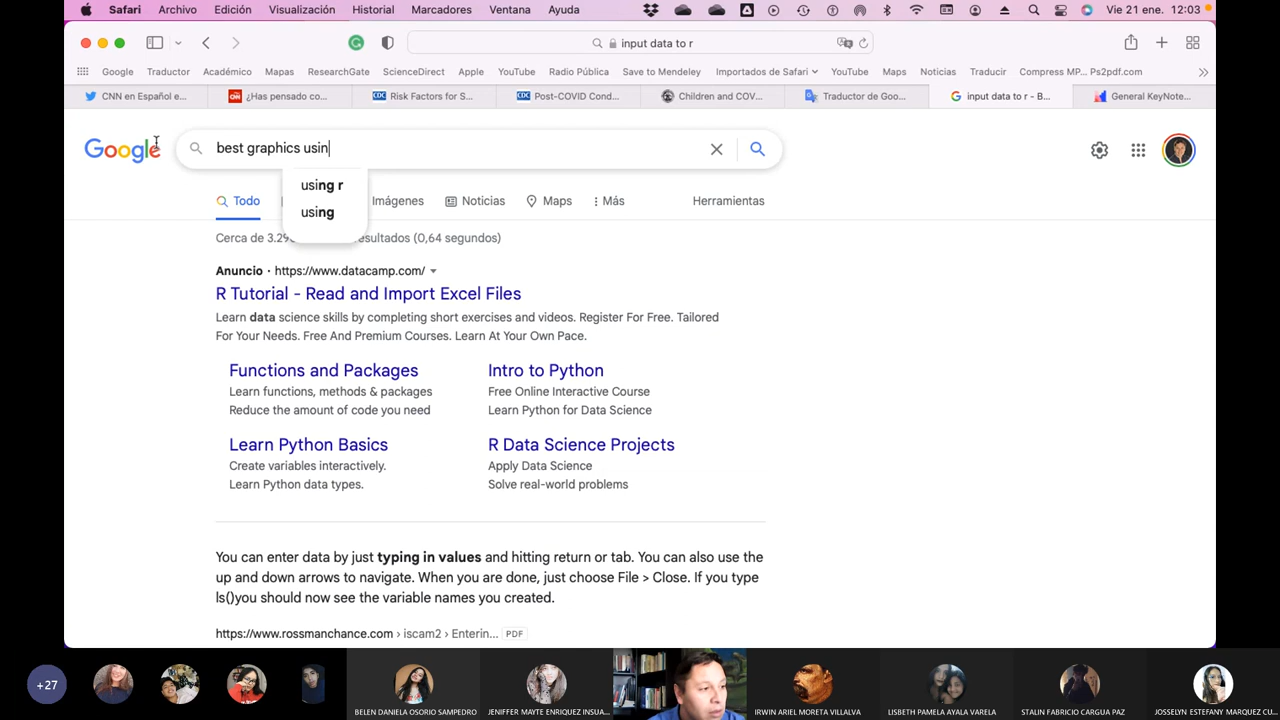 Safari Archivo Edición Visualización Historial Marcadores Ventana Ayuda Vie 21 ene. 12:03
input data to r
Google Traductor Académico Mapas ResearchGate ScienceDirect Apple YouTube Radio Pública Save to Mendeley Importados de Safari YouTube Maps Noticias Traducir Compress MP... Ps2pdf.com
CNN en Español e... ¿Has pensado co... Risk Factors for S... Post-COVID Cond... Children and COV... Traductor de Goo... input data to r - B... General KeyNote...
Google best graphics usin
using r
using
Todo Imágenes Noticias Maps Más Herramientas
Cerca de 3.29 esultados (0,64 segundos)
Anuncio · https://www.datacamp.com/
R Tutorial - Read and Import Excel Files
Learn data science skills by completing short exercises and videos. Register For Free. Tailored
For Your Needs. Free And Premium Courses. Learn At Your Own Pace.
Functions and Packages
Learn functions, methods & packages
Reduce the amount of code you need
Intro to Python
Free Online Interactive Course
Learn Python for Data Science
Learn Python Basics
Create variables interactively.
Learn Python data types.
R Data Science Projects
Apply Data Science
Solve real-world problems
You can enter data by just typing in values and hitting return or tab. You can also use the
up and down arrows to navigate. When you are done, just choose File > Close. If you type
ls()you should now see the variable names you created.
https://www.rossmanchance.com › iscam2 › Enterin... PDF
+27
BELEN DANIELA OSORIO SAMPEDRO
JENIFFER MAYTE ENRIQUEZ INSUA...
IRWIN ARIEL MORETA VILLALVA
LISBETH PAMELA AYALA VARELA
STALIN FABRICIO CARGUA PAZ
JOSSELYN ESTEFANY MARQUEZ CU...